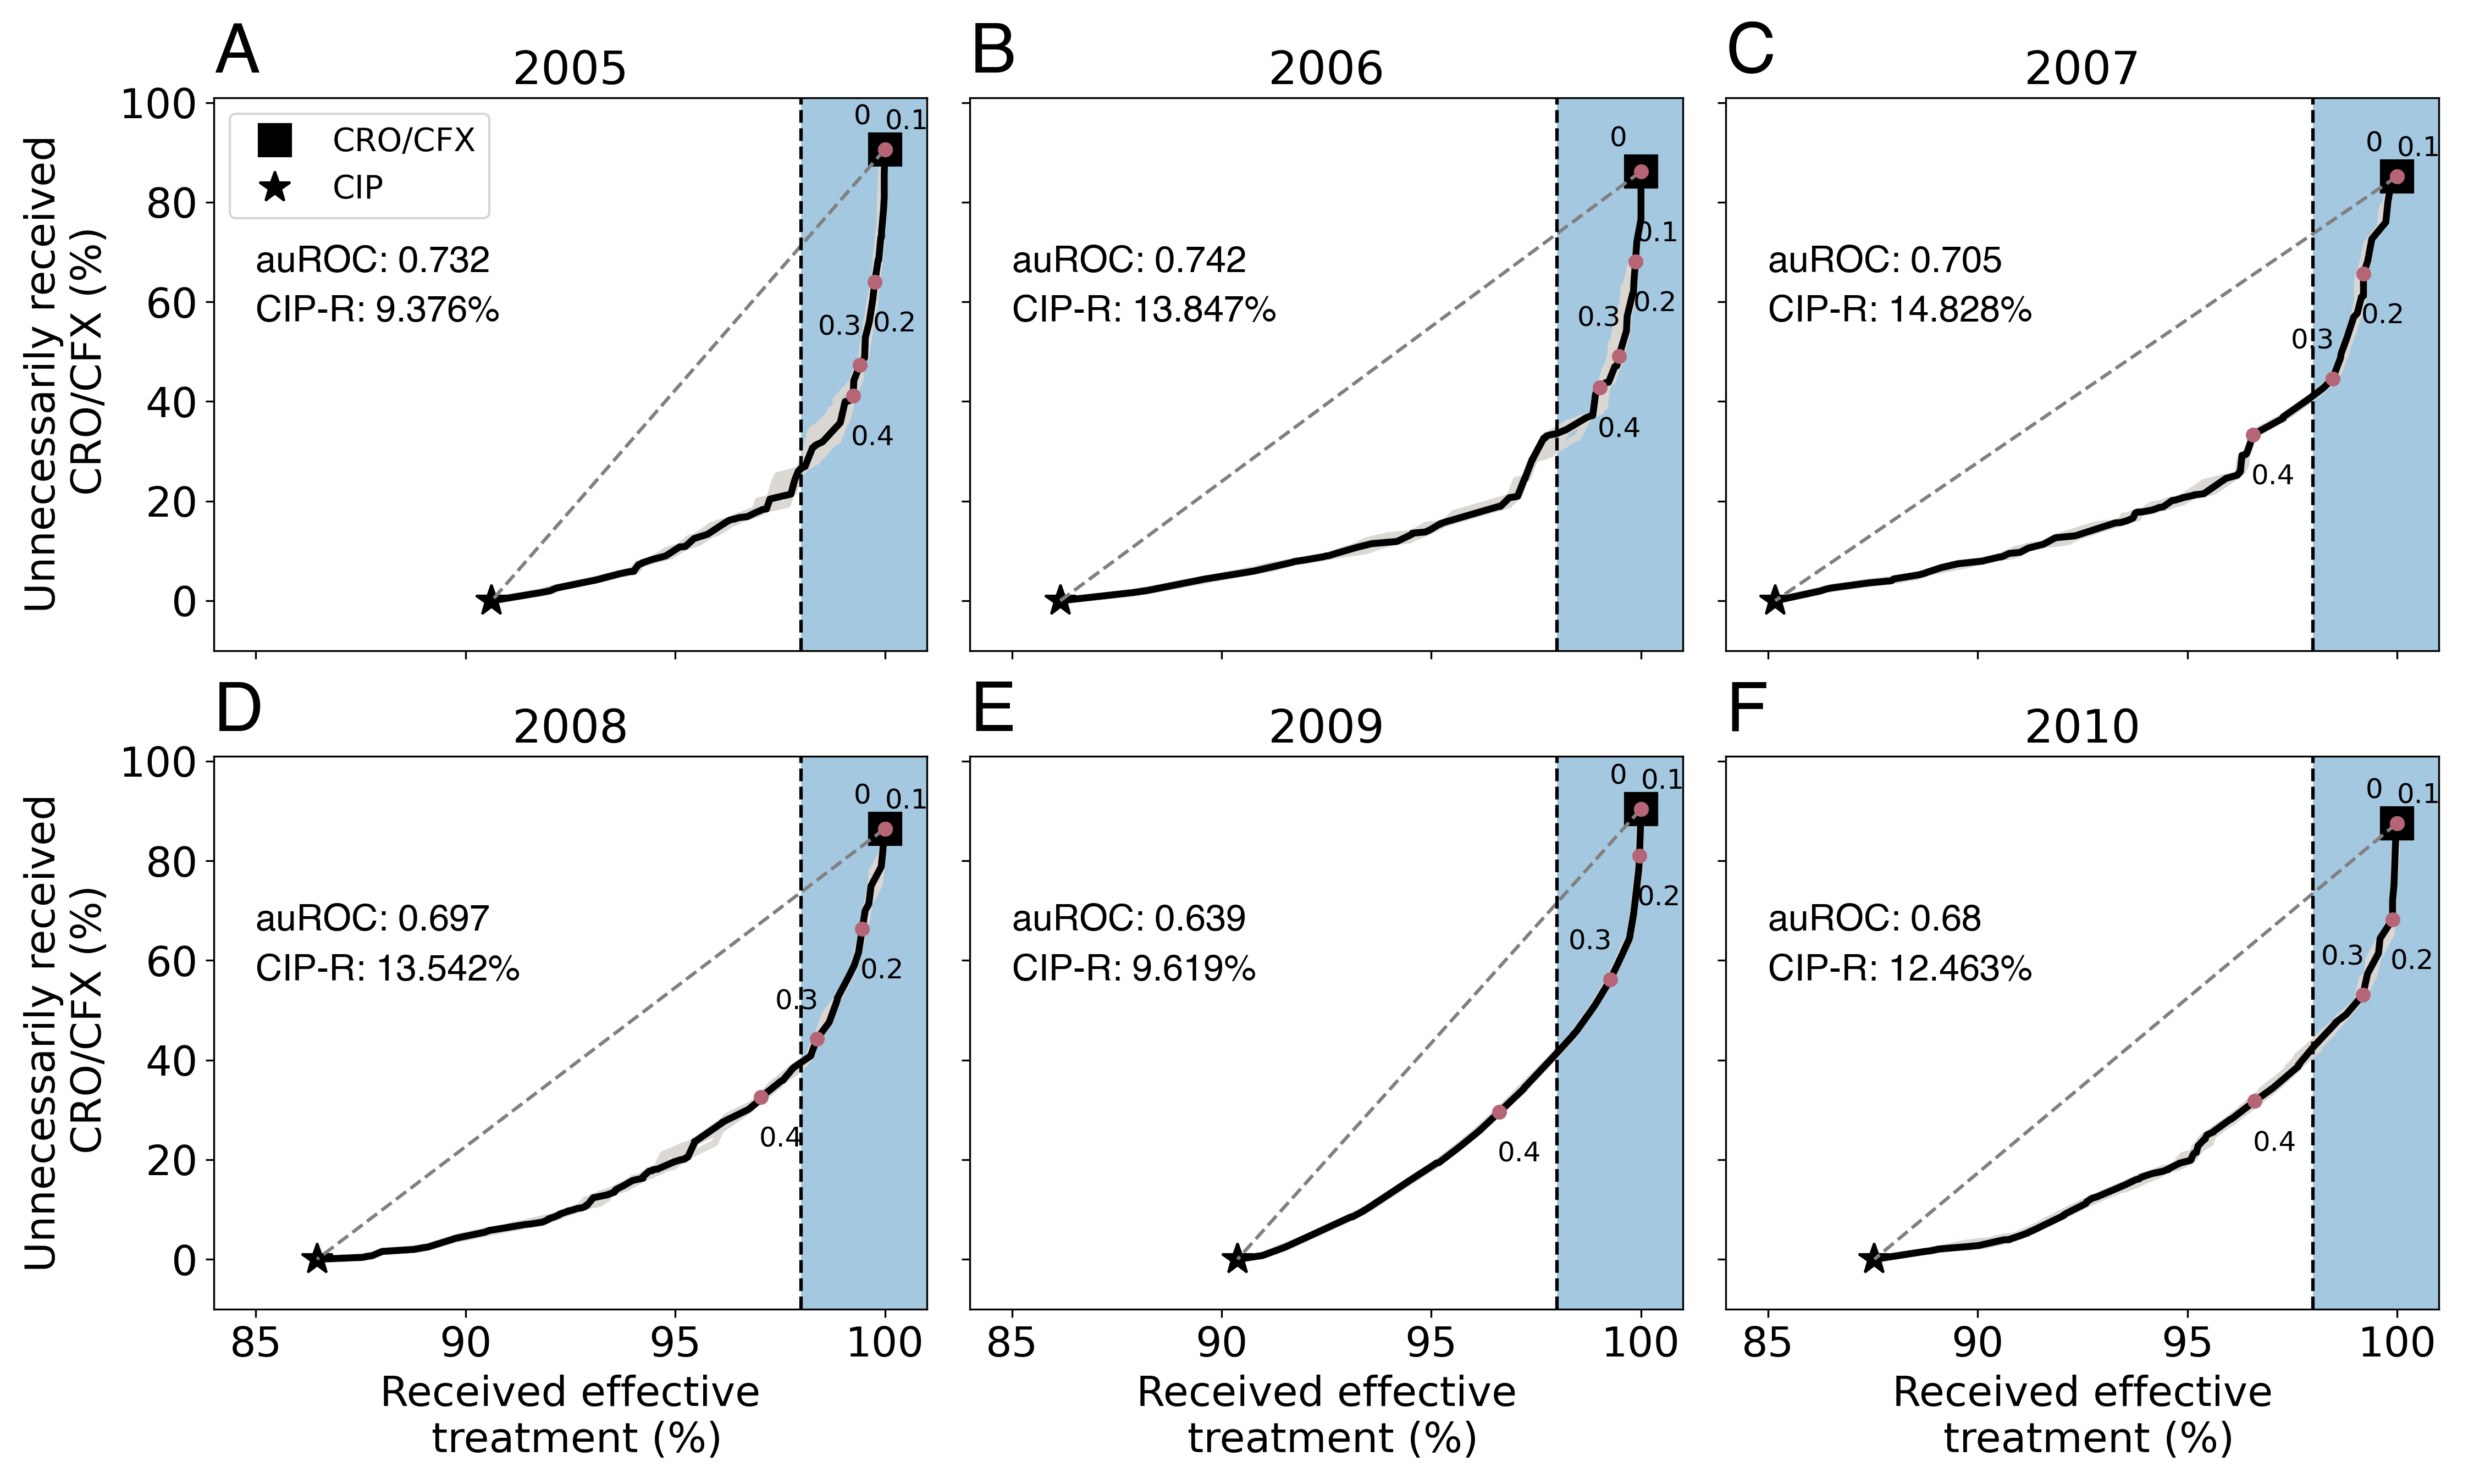 A
2005
B
2006
C
2007
Unnecessarily received
CRO/CFX (%)
100
80
60
40
20
0
CRO/CFX
CIP
auROC: 0.732
CIP-R: 9.376%
0
0.1
0.3
0.2
0.4
auROC: 0.742
CIP-R: 13.847%
0
0.1
0.2
0.3
0.4
auROC: 0.705
CIP-R: 14.828%
0
0.1
0.2
0.3
0.4
D
2008
E
2009
F
2010
Unnecessarily received
CRO/CFX (%)
100
80
60
40
20
0
auROC: 0.697
CIP-R: 13.542%
0
0.1
0.2
0.3
0.4
auROC: 0.639
CIP-R: 9.619%
0
0.1
0.2
0.3
0.4
auROC: 0.68
CIP-R: 12.463%
0
0.1
0.3
0.2
0.4
85 90 95 100
85 90 95 100
85 90 95 100
Received effective
treatment (%)
Received effective
treatment (%)
Received effective
treatment (%)